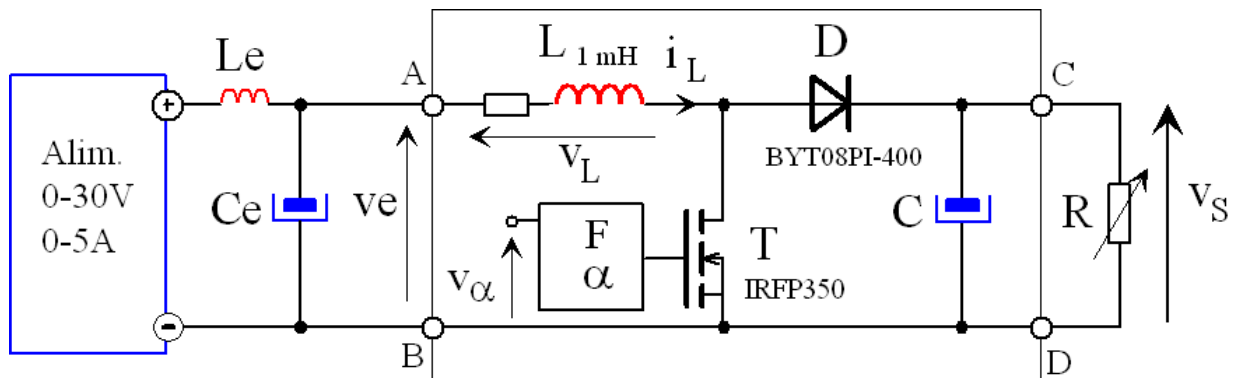 Alim.
0-30V
0-5A
+
-
Le
Ce
A
B
ve
L 1 mH
i L
v L
D
BYT08PI-400
F
α
v α
T
IRFP350
C
C
D
R
v S